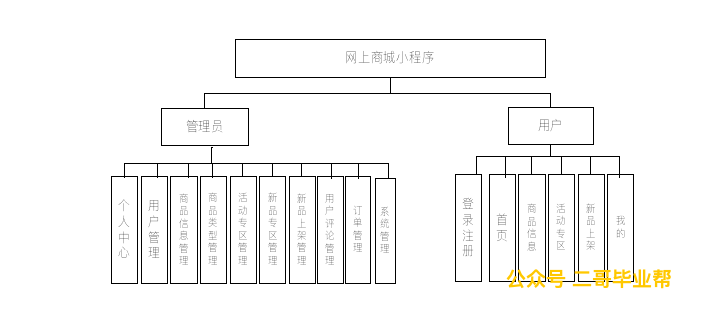 网上商城小程序
管理员
用户
个人中心
用户管理
商品信息管理
商品类型管理
活动专区管理
新品专区管理
新品上架管理
用户评论管理
订单管理
系统管理
登录注册
首页
商品信息
活动专区
新品上架
我的
公众号 二哥毕业帮